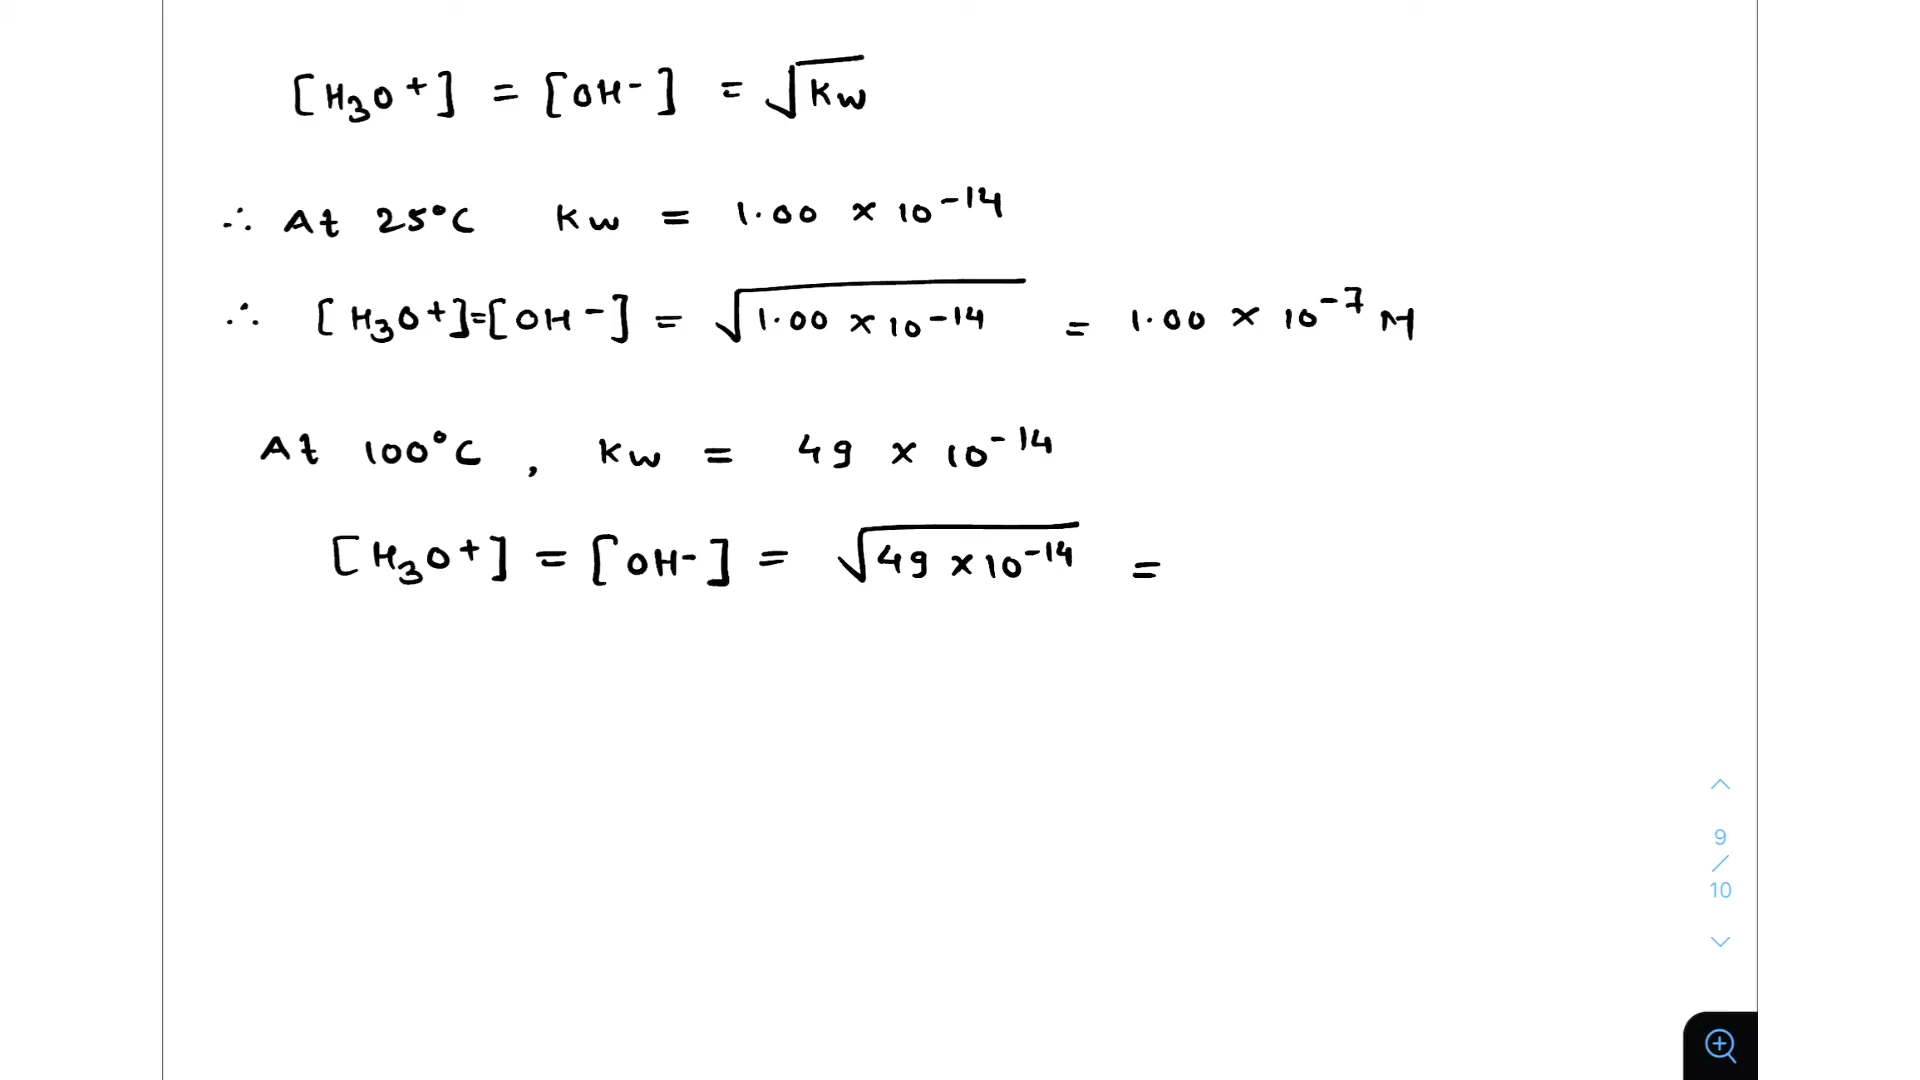 [H₃O⁺] = [OH⁻] = √Kw
∴ At 25°C Kw = 1.00 × 10⁻¹⁴
∴ [H₃O⁺]=[OH⁻] = √1.00 × 10⁻¹⁴ = 1.00 × 10⁻⁷ M
At 100°C, Kw = 49 × 10⁻¹⁴
[H₃O⁺] = [OH⁻] = √49 × 10⁻¹⁴ =
9
/
10